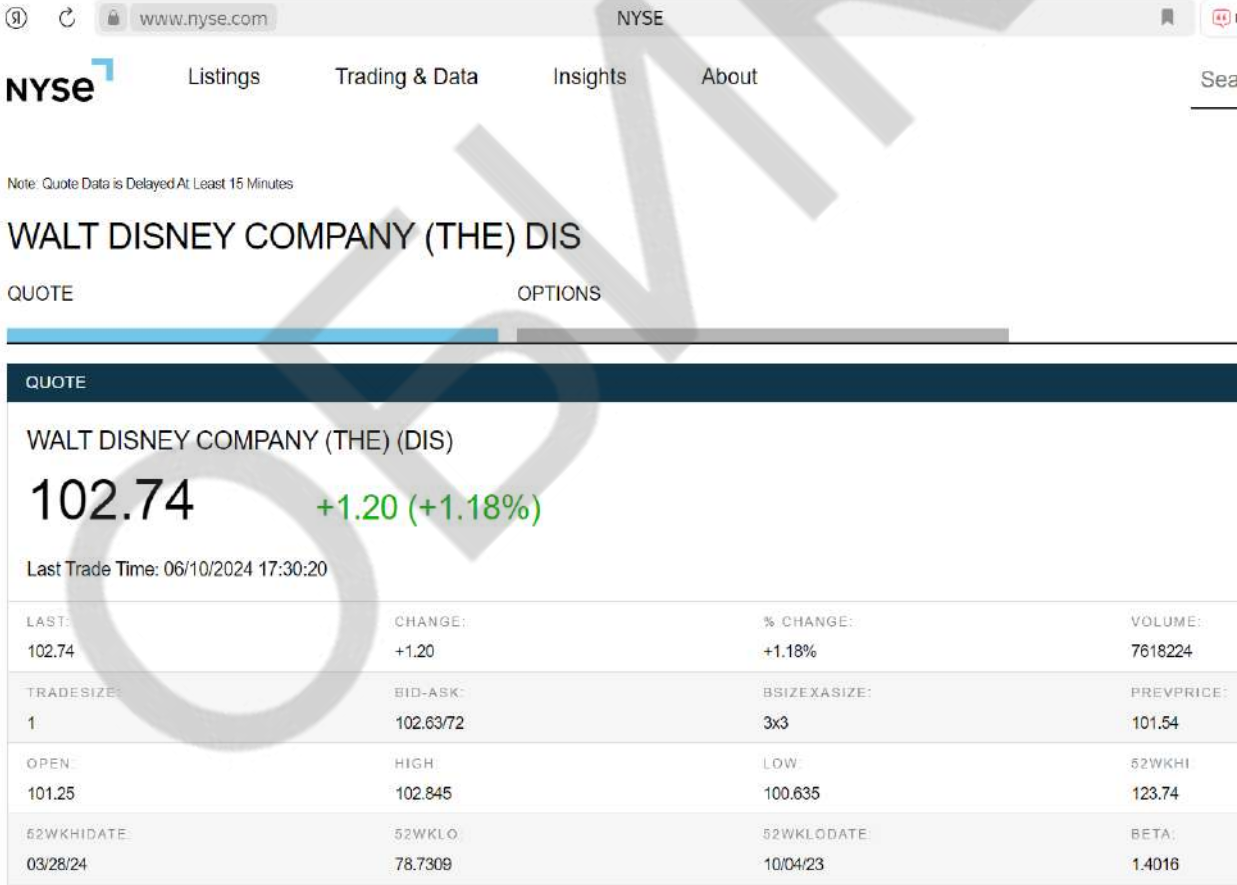 Я www.nyse.com NYSE
NYSE Listings Trading & Data Insights About Sea
Note: Quote Data is Delayed At Least 15 Minutes
WALT DISNEY COMPANY (THE) DIS
QUOTE OPTIONS
QUOTE
WALT DISNEY COMPANY (THE) (DIS)
102.74 +1.20 (+1.18%)
Last Trade Time: 06/10/2024 17:30:20
LAST: CHANGE: % CHANGE: VOLUME:
102.74 +1.20 +1.18% 7618224
TRADESIZE: BID-ASK: BSIZEXASIZE: PREVPRICE:
1 102.63/72 3x3 101.54
OPEN: HIGH: LOW: 52WKHI
101.25 102.845 100.635 123.74
52WKHIDATE: 52WKLO 52WKLODATE: BETA:
03/28/24 78.7309 10/04/23 1.4016